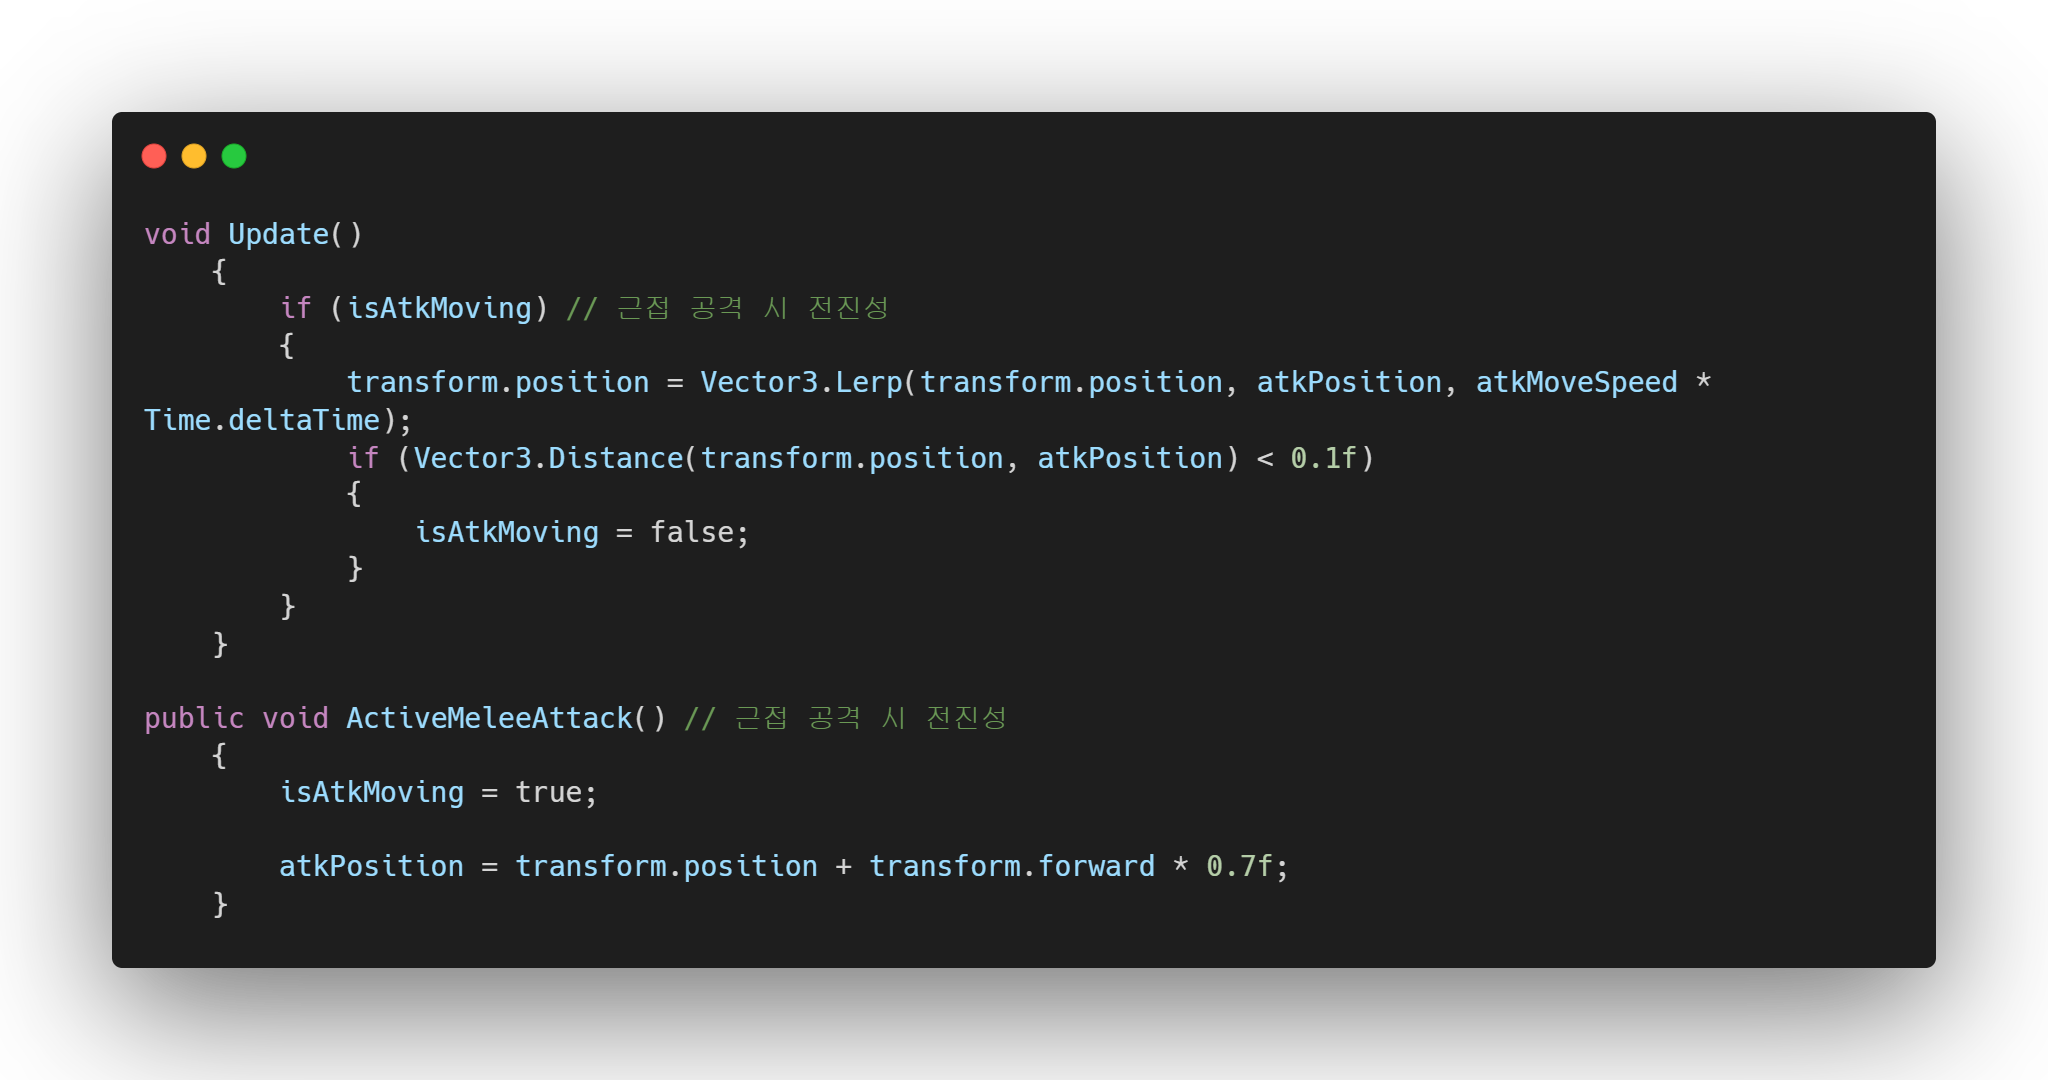 void Update()
    {
        if (isAtkMoving) // 근접 공격 시 전진성
        {
            transform.position = Vector3.Lerp(transform.position, atkPosition, atkMoveSpeed *
Time.deltaTime);
            if (Vector3.Distance(transform.position, atkPosition) < 0.1f)
            {
                isAtkMoving = false;
            }
        }
    }

public void ActiveMeleeAttack() // 근접 공격 시 전진성
    {
        isAtkMoving = true;

        atkPosition = transform.position + transform.forward * 0.7f;
    }